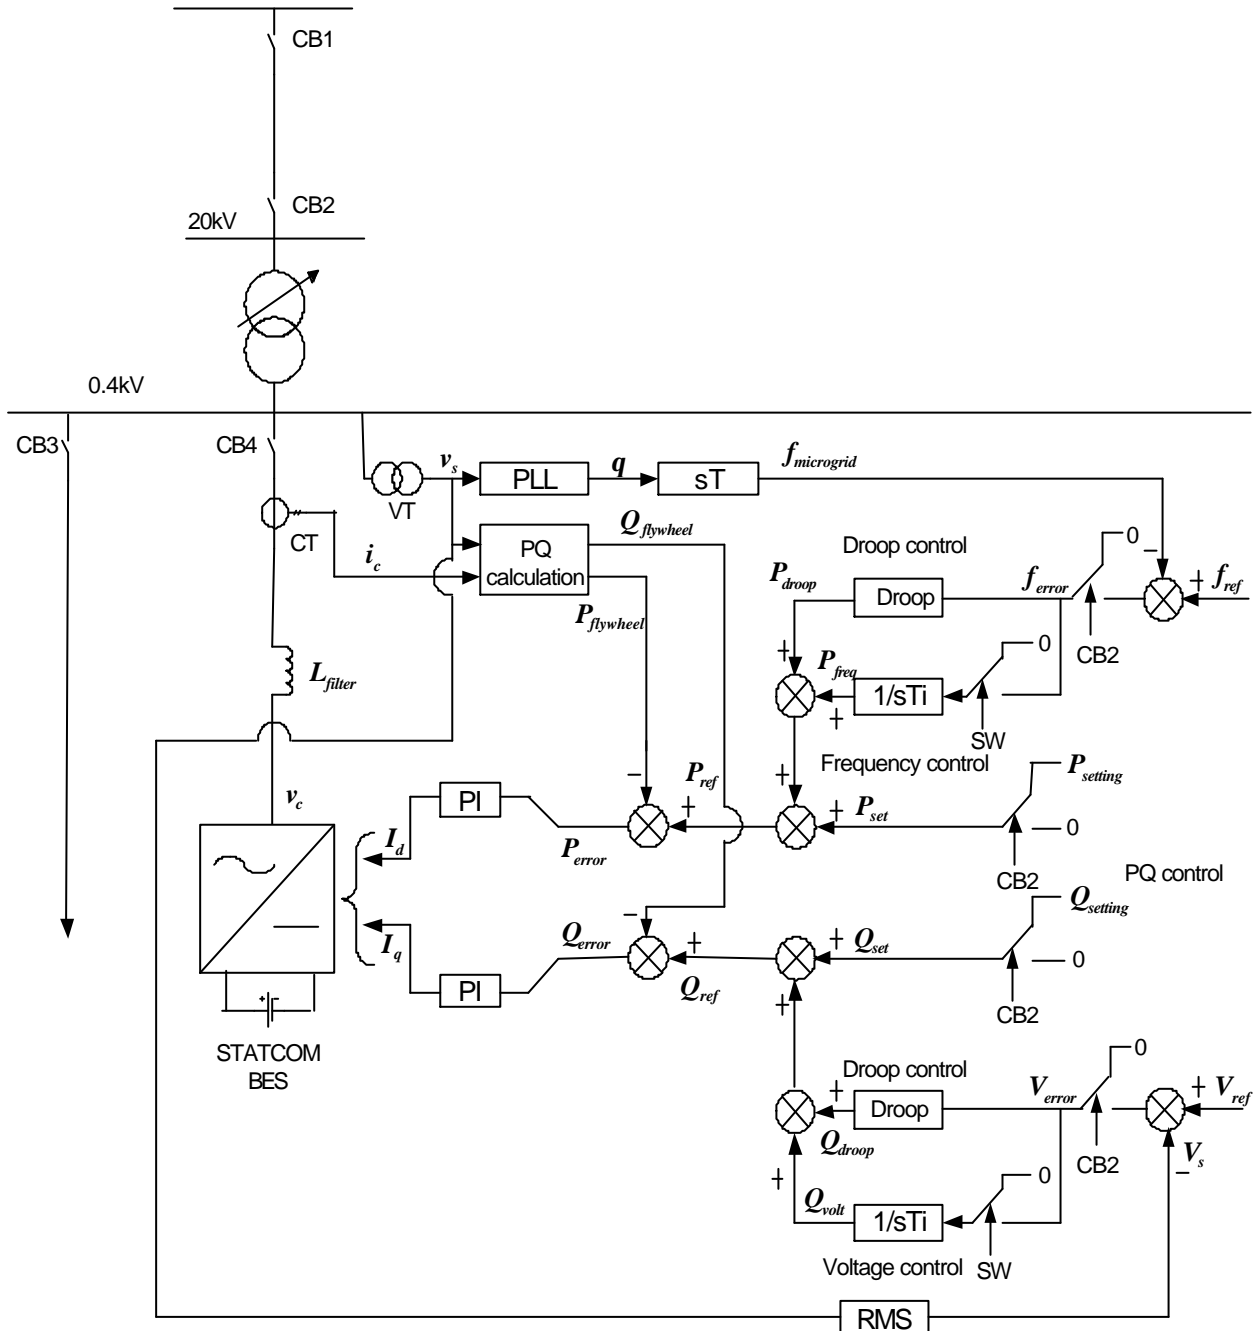 CB1
CB2
20kV
0.4kV
CB3
CB4
v_s
PLL
q
sT
f_microgrid
VT
CT
i_c
PQ
calculation
Q_flywheel
P_flywheel
Droop control
0
−
P_droop
Droop
f_error
+
f_ref
CB2
+
P_freq
+
1/sTi
0
SW
L_filter
Frequency control
P_setting
−
P_ref
+
+
+
P_set
0
v_c
PI
I_d
P_error
CB2
PQ control
Q_setting
−
I_q
Q_error
+
+
Q_set
0
PI
Q_ref
+
CB2
+ −
STATCOM
BES
Droop control
0
+
Droop
V_error
+
V_ref
Q_droop
CB2
−
V_s
+
Q_volt
1/sTi
0
Voltage control
SW
RMS